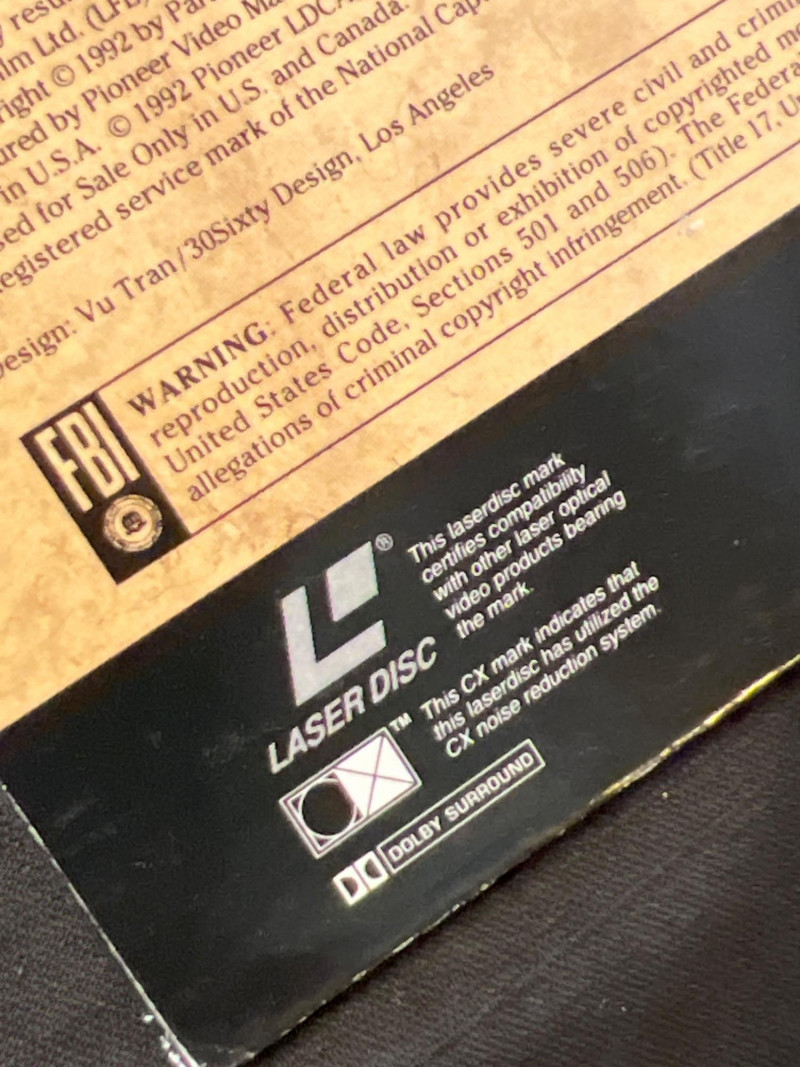 ilm Ltd. (LFL)
right © 1992 by Par
ured by Pioneer Video Ma
in U.S.A. © 1992 Pioneer LDCA
sed for Sale Only in U.S. and Canada.
egistered service mark of the National Cap
Design: Vu Tran/30Sixty Design, Los Angeles
FBI
WARNING: Federal law provides severe civil and crimi
reproduction, distribution or exhibition of copyrighted mo
United States Code, Sections 501 and 506). The Federa
allegations of criminal copyright infringement. (Title 17, Un
®
LASER DISC
This laserdisc mark
certifies compatibility
with other laser optical
video products bearing
the mark.
TM
This CX mark indicates that
this laserdisc has utilized the
CX noise reduction system.
DOLBY SURROUND